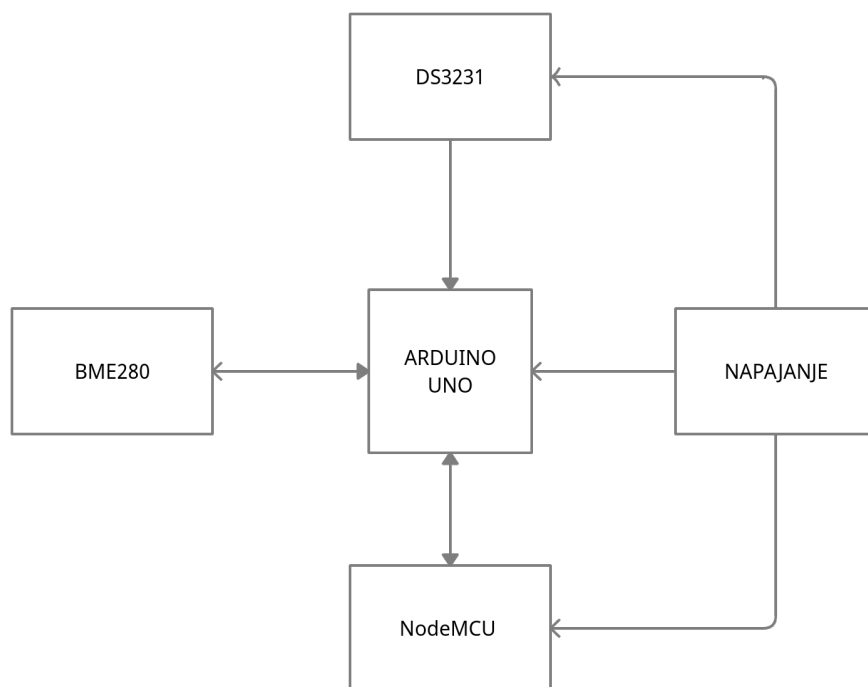 DS3231
BME280
ARDUINO
UNO
NAPAJANJE
NodeMCU